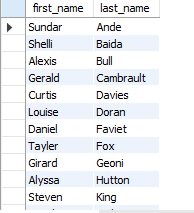 first_name last_name
Sundar Ande
Shelli Baida
Alexis Bull
Gerald Cambrault
Curtis Davies
Louise Doran
Daniel Faviet
Tayler Fox
Girard Geoni
Alyssa Hutton
Steven King